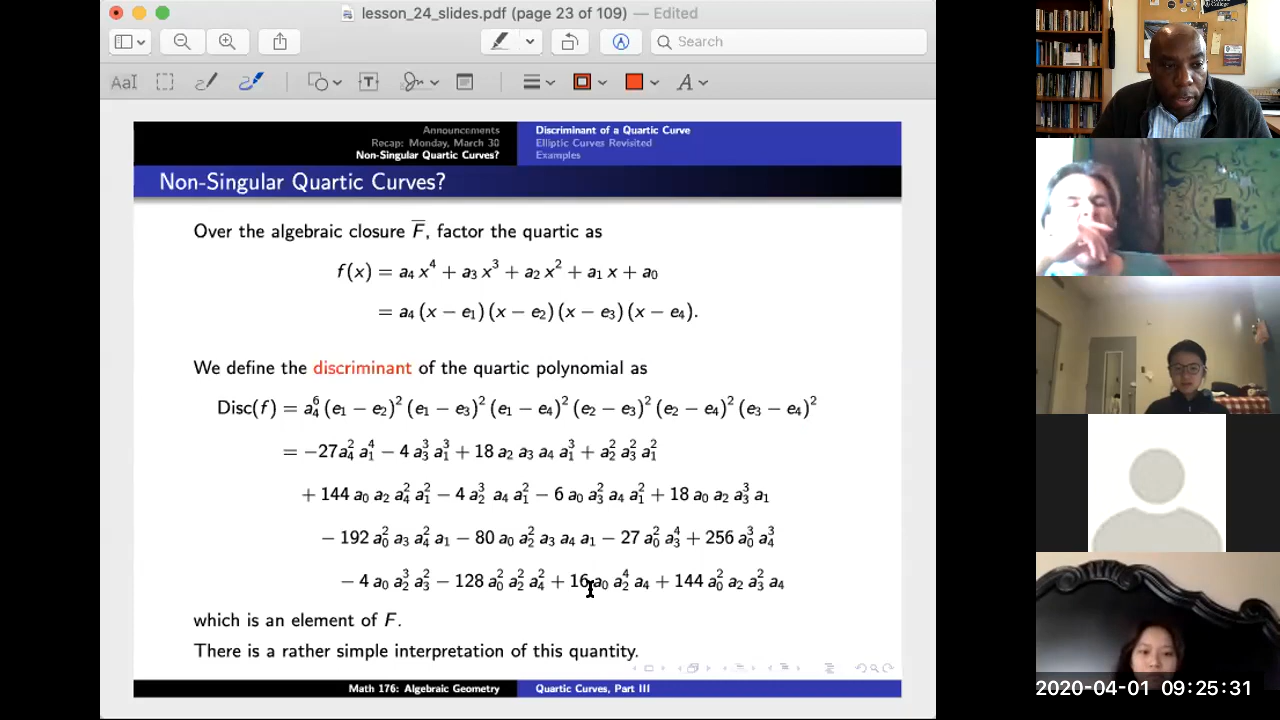 lesson_24_slides.pdf (page 23 of 109) — Edited
Search
AaI
T
A
Announcements
Recap: Monday, March 30
Non-Singular Quartic Curves?
Discriminant of a Quartic Curve
Elliptic Curves Revisited
Examples
Non-Singular Quartic Curves?
Over the algebraic closure F̅, factor the quartic as
f(x) = a₄ x⁴ + a₃ x³ + a₂ x² + a₁ x + a₀
= a₄ (x − e₁) (x − e₂) (x − e₃) (x − e₄).
We define the discriminant of the quartic polynomial as
Disc(f) = a₄⁶ (e₁ − e₂)² (e₁ − e₃)² (e₁ − e₄)² (e₂ − e₃)² (e₂ − e₄)² (e₃ − e₄)²
= −27a₄² a₁⁴ − 4 a₃³ a₁³ + 18 a₂ a₃ a₄ a₁³ + a₂² a₃² a₁²
+ 144 a₀ a₂ a₄² a₁² − 4 a₂³ a₄ a₁² − 6 a₀ a₃² a₄ a₁² + 18 a₀ a₂ a₃³ a₁
− 192 a₀² a₃ a₄² a₁ − 80 a₀ a₂² a₃ a₄ a₁ − 27 a₀² a₃⁴ + 256 a₀³ a₄³
− 4 a₀ a₂³ a₃² − 128 a₀² a₂² a₄² + 16 a₀ a₂⁴ a₄ + 144 a₀² a₂ a₃² a₄
which is an element of F.
There is a rather simple interpretation of this quantity.
Math 176: Algebraic Geometry
Quartic Curves, Part III
2020-04-01 09:25:31